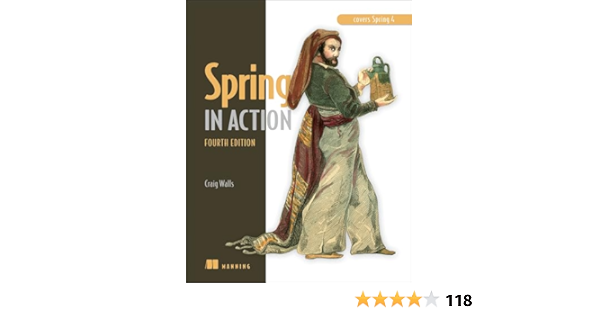 covers Spring 4
Spring
IN ACTION
FOURTH EDITION
Craig Walls
MANNING
118